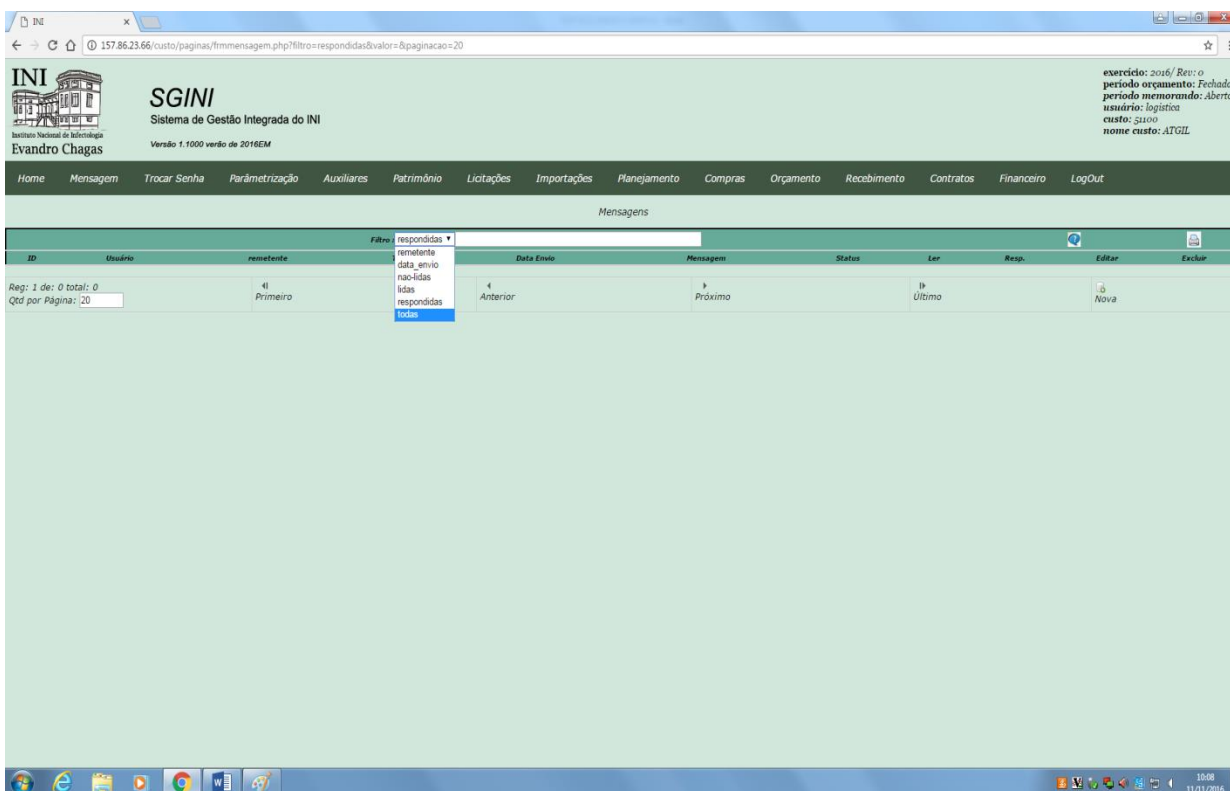 INI
157.86.23.66/custo/paginas/frmmensagem.php?filtro=respondidas&valor=&paginacao=20
INI
Instituto Nacional de Infectologia
Evandro Chagas
SGINI
Sistema de Gestão Integrada do INI
Versão 1.1000 verão de 2016EM
exercício: 2016/ Rev: 0
período orçamento: Fechado
período memorando: Aberto
usuário: logistica
custo: 51100
nome custo: ATGIL
Home Mensagem Trocar Senha Parâmetrização Auxiliares Patrimônio Licitações Importações Planejamento Compras Orçamento Recebimento Contratos Financeiro LogOut
Mensagens
Filtro : respondidas
remetente
data_envio
nao-lidas
lidas
respondidas
todas
ID Usuário remetente Data Envio Mensagem Status Ler Resp. Editar Excluir
Reg: 1 de: 0 total: 0
Qtd por Página: 20
Primeiro Anterior Próximo Último Nova
10:08
11/11/2016